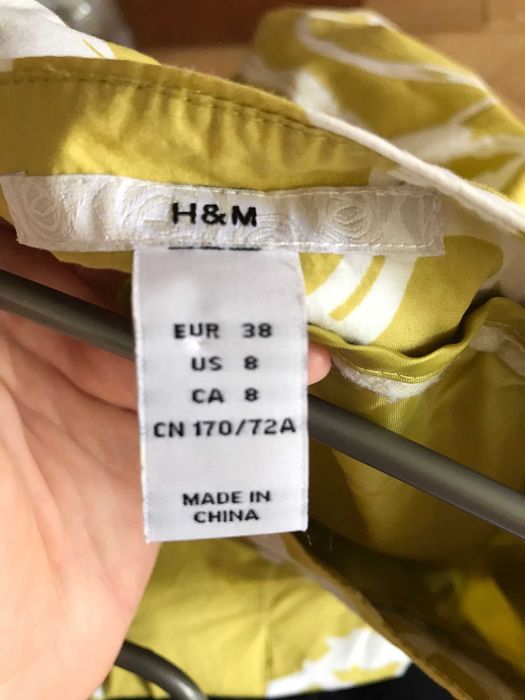 H&M
EUR 38
US 8
CA 8
CN 170/72A
MADE IN
CHINA